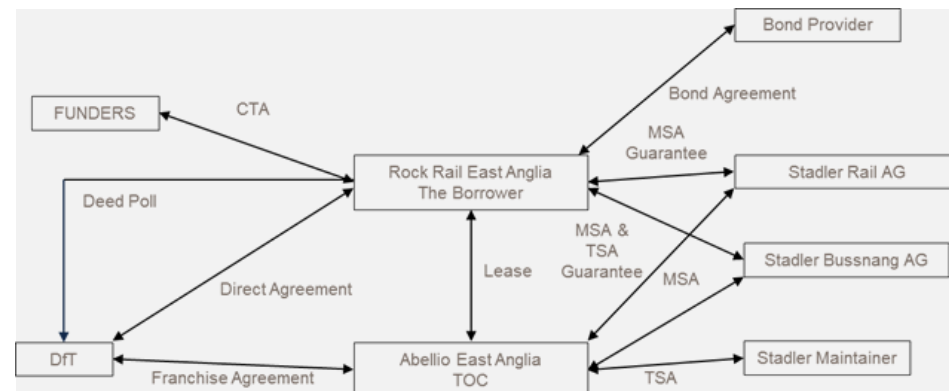 Bond Provider
Bond Agreement
FUNDERS
CTA
MSA
Guarantee
Rock Rail East Anglia
The Borrower
Stadler Rail AG
Deed Poll
MSA &
TSA
Guarantee
Stadler Bussnang AG
Lease
MSA
Direct Agreement
DfT
Abellio East Anglia
TOC
Stadler Maintainer
Franchise Agreement
TSA